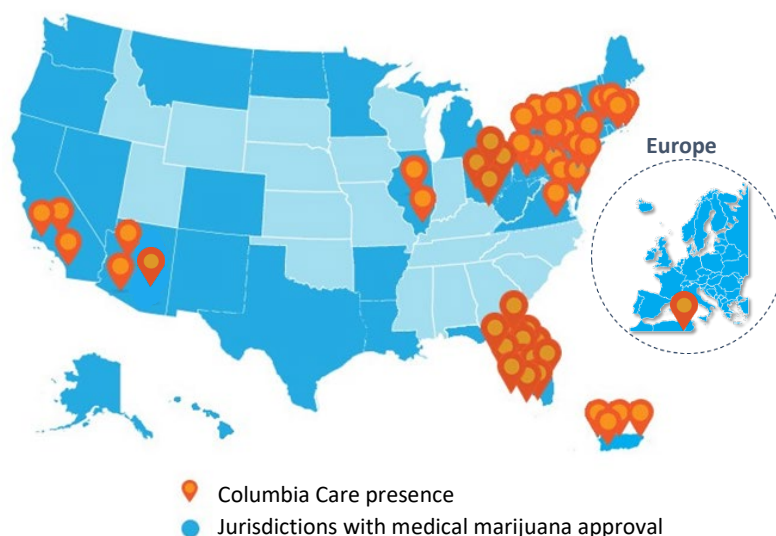 Europe
Columbia Care presence
Jurisdictions with medical marijuana approval